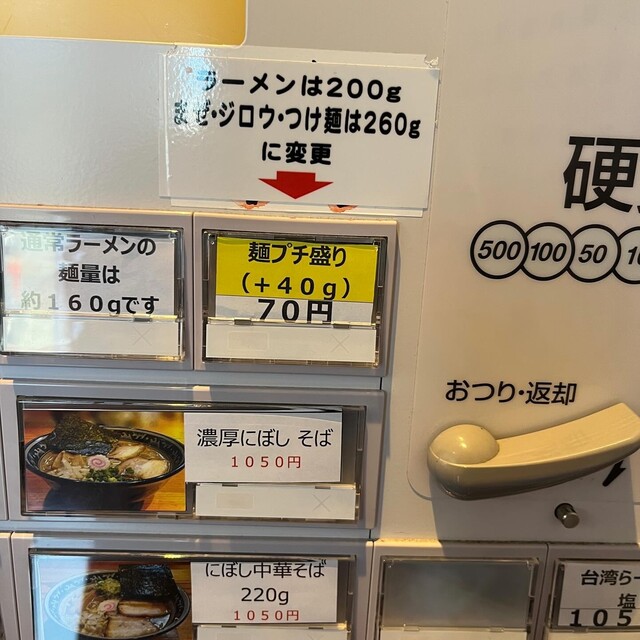 ラーメンは200g
まぜ・ジロウ・つけ麺は260g
に変更
硬
500 100 50
通常ラーメンの
麺量は
約160gです
麺プチ盛り
(+40g)
70円
おつり・返却
濃厚にぼし そば
1050円
にぼし中華そば
220g
1050円
台湾らー
塩
105